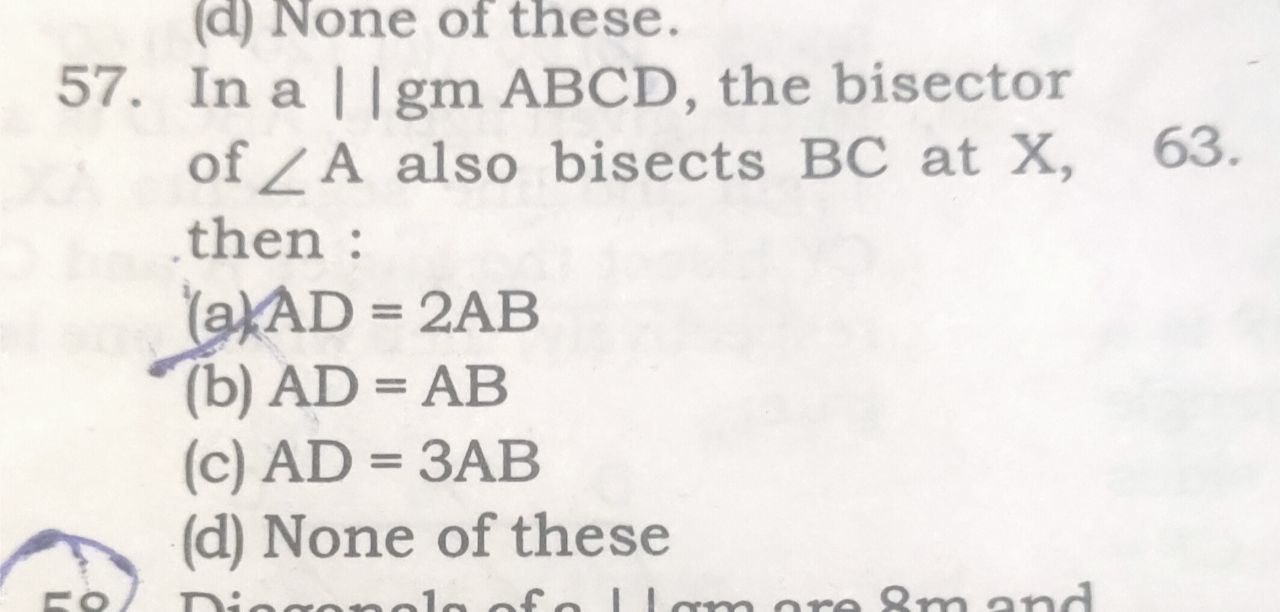 (d) None of these.
57. In a ||gm ABCD, the bisector
of ∠A also bisects BC at X,
63.
then :
(a) AD = 2AB
(b) AD = AB
(c) AD = 3AB
(d) None of these
58. Diagonals of a ||gm are 8m and